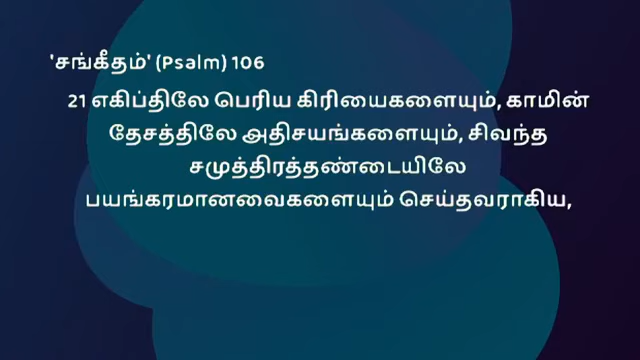 'சங்கீதம்' (Psalm) 106
21 எகிப்திலே பெரிய கிரியைகளையும், காமின்
தேசத்திலே அதிசயங்களையும், சிவந்த
சமுத்திரத்தண்டையிலே
பயங்கரமானவைகளையும் செய்தவராகிய,